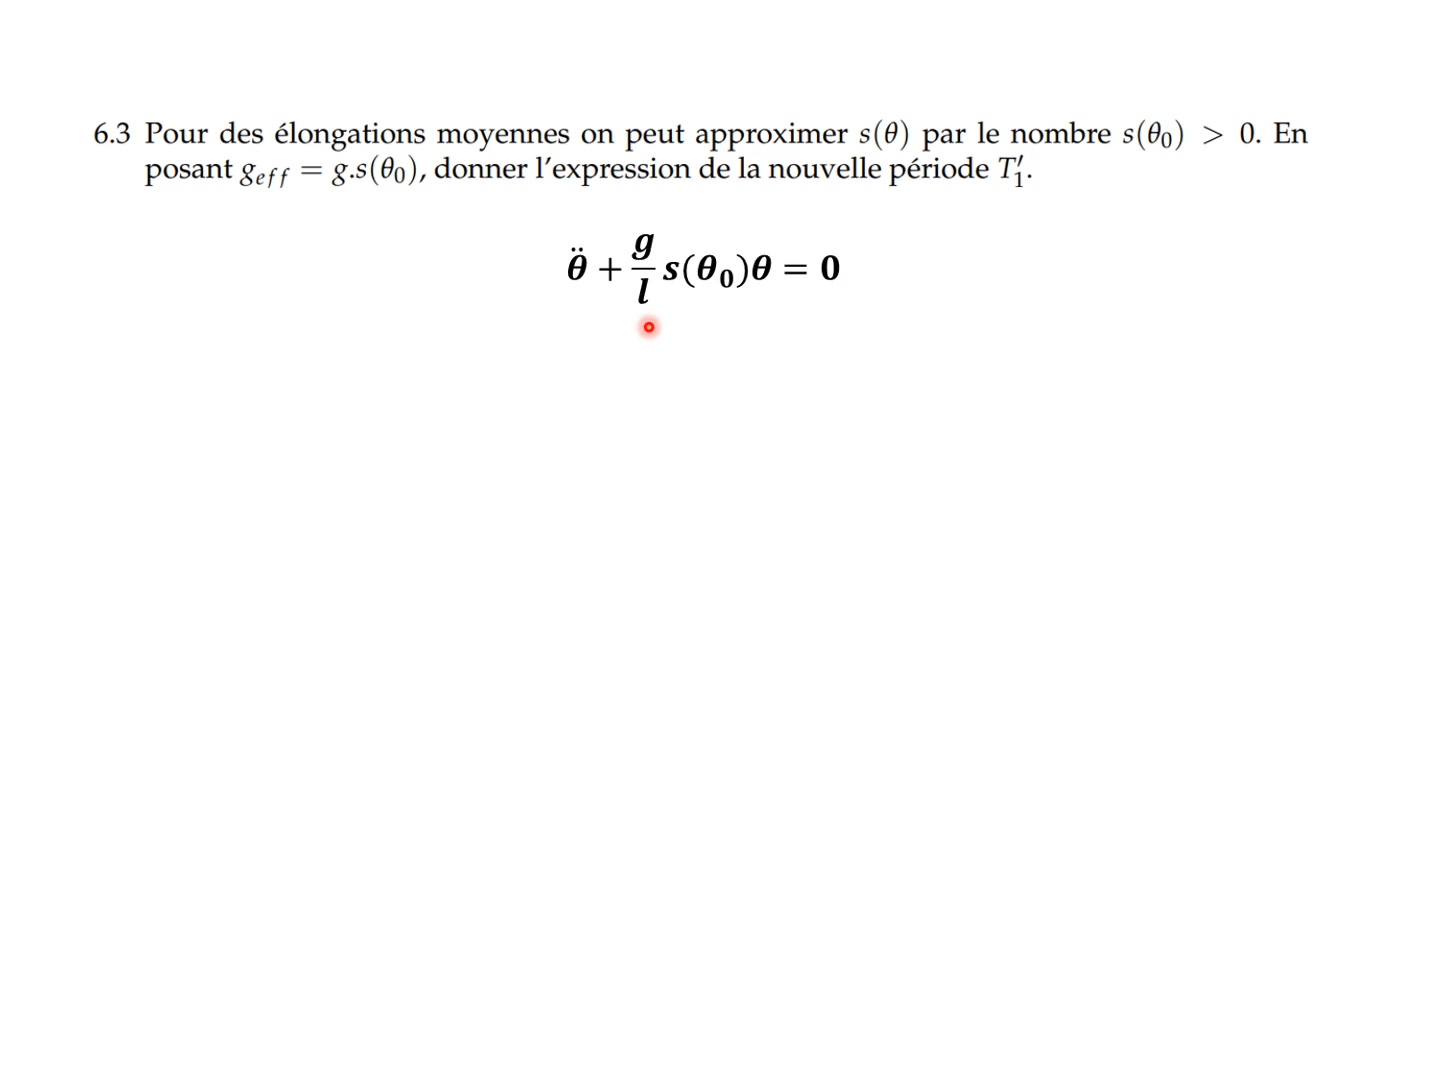 6.3 Pour des élongations moyennes on peut approximer s(θ) par le nombre s(θ₀) > 0. En
posant g_eff = g.s(θ₀), donner l'expression de la nouvelle période T₁′.
θ̈ + g/l s(θ₀)θ = 0